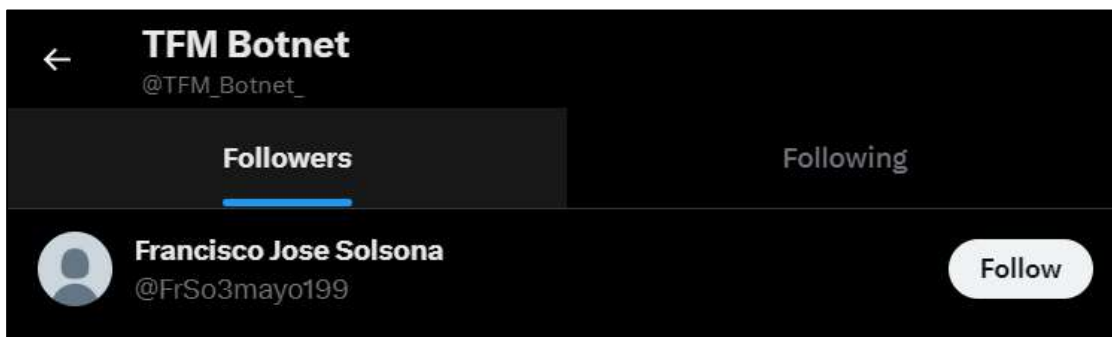 TFM Botnet
@TFM_Botnet_
Followers Following
Francisco Jose Solsona
@FrSo3mayo199
Follow